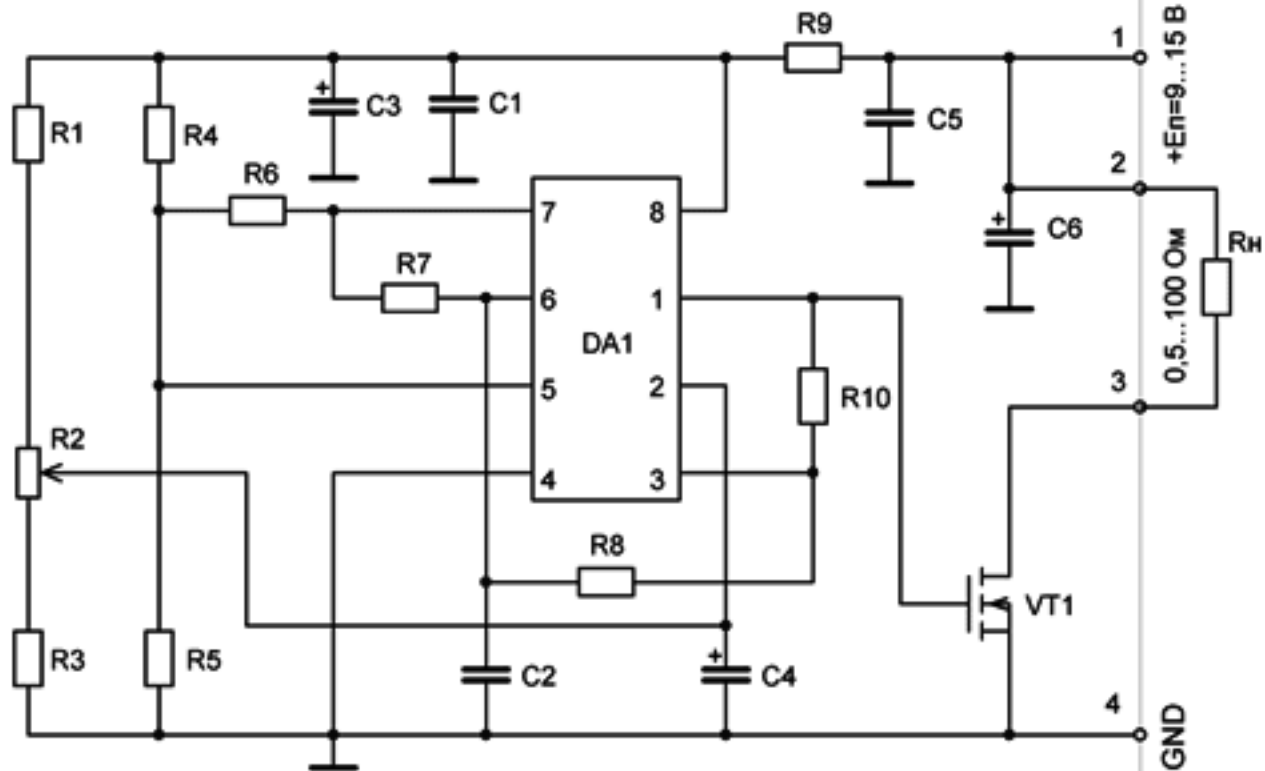 R9
1
+Eп=9...15 В
R1
R4
C3
+
C1
C5
R6
2
7
8
+
C6
Rн
R7
6
1
DA1
0,5...100 Ом
5
2
R10
3
R2
4
3
R8
VT1
R3
R5
C2
+
C4
4
GND